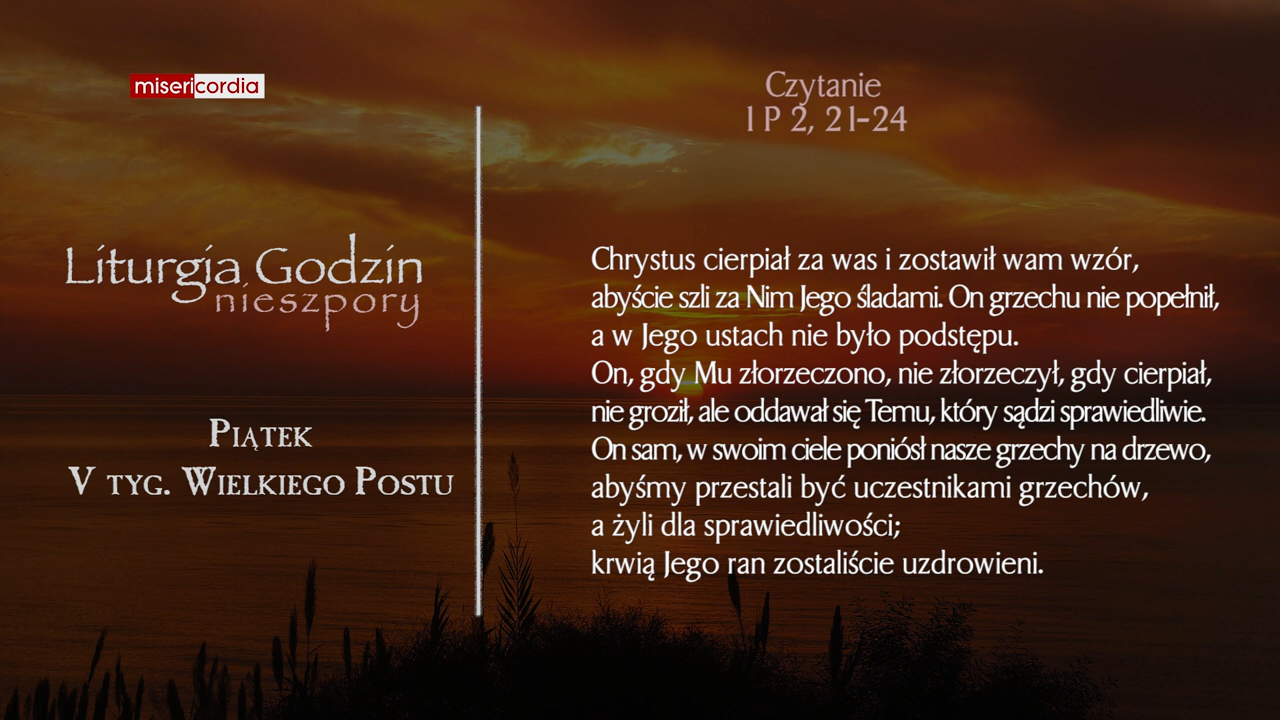 misericordia
Liturgia Godzin
nieszpory
Piątek
V tyg. Wielkiego Postu
Czytanie
1 P 2, 21-24
Chrystus cierpiał za was i zostawił wam wzór,
abyście szli za Nim Jego śladami. On grzechu nie popełnił,
a w Jego ustach nie było podstępu.
On, gdy Mu złorzeczono, nie złorzeczył, gdy cierpiał,
nie groził, ale oddawał się Temu, który sądzi sprawiedliwie.
On sam, w swoim ciele poniósł nasze grzechy na drzewo,
abyśmy przestali być uczestnikami grzechów,
a żyli dla sprawiedliwości;
krwią Jego ran zostaliście uzdrowieni.